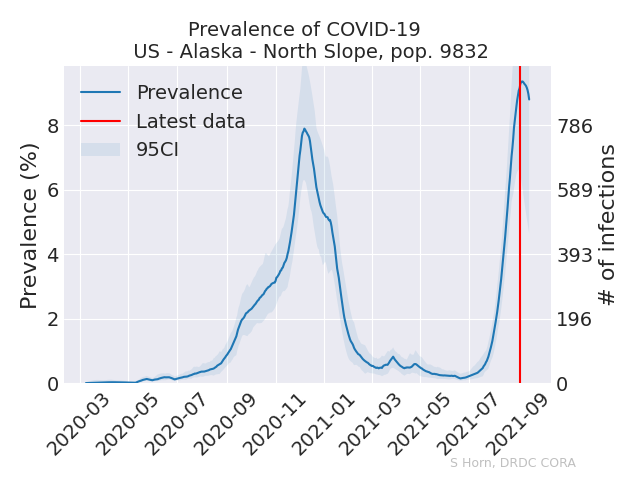 Prevalence of COVID-19
US - Alaska - North Slope, pop. 9832
Prevalence
Latest data
95CI
Prevalence (%)
8
6
4
2
0
786
589
393
196
0
# of infections
2020-03
2020-05
2020-07
2020-09
2020-11
2021-01
2021-03
2021-05
2021-07
2021-09
S Horn, DRDC CORA